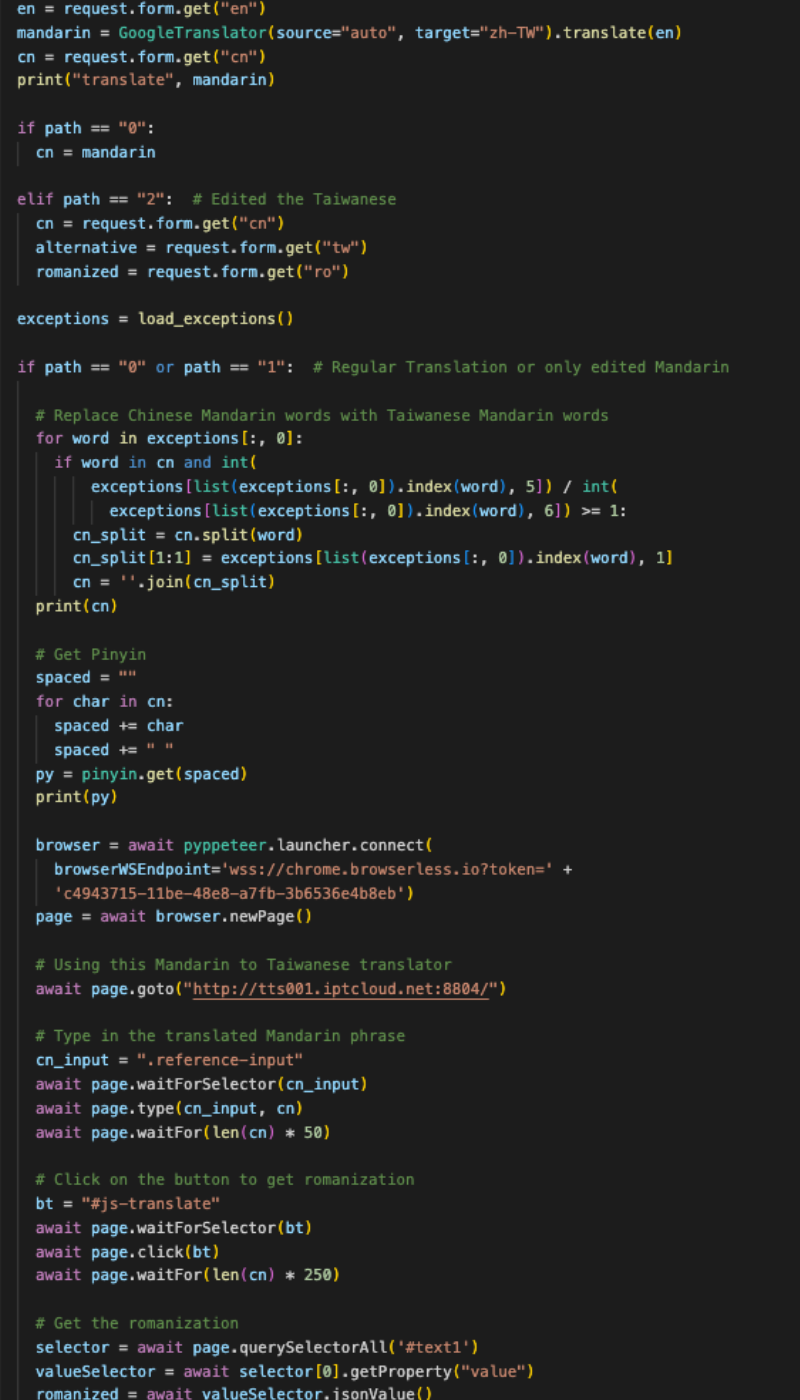 en = request.form.get("en")
mandarin = GoogleTranslator(source="auto", target="zh-TW").translate(en)
cn = request.form.get("cn")
print("translate", mandarin)

if path == "0":
  cn = mandarin

elif path == "2":  # Edited the Taiwanese
  cn = request.form.get("cn")
  alternative = request.form.get("tw")
  romanized = request.form.get("ro")

exceptions = load_exceptions()

if path == "0" or path == "1":  # Regular Translation or only edited Mandarin

  # Replace Chinese Mandarin words with Taiwanese Mandarin words
  for word in exceptions[:, 0]:
    if word in cn and int(
        exceptions[list(exceptions[:, 0]).index(word), 5]) / int(
          exceptions[list(exceptions[:, 0]).index(word), 6]) >= 1:
      cn_split = cn.split(word)
      cn_split[1:1] = exceptions[list(exceptions[:, 0]).index(word), 1]
      cn = ''.join(cn_split)
  print(cn)

  # Get Pinyin
  spaced = ""
  for char in cn:
    spaced += char
    spaced += " "
  py = pinyin.get(spaced)
  print(py)

  browser = await pyppeteer.launcher.connect(
    browserWSEndpoint='wss://chrome.browserless.io?token=' +
    'c4943715-11be-48e8-a7fb-3b6536e4b8eb')
  page = await browser.newPage()

  # Using this Mandarin to Taiwanese translator
  await page.goto("http://tts001.iptcloud.net:8804/")

  # Type in the translated Mandarin phrase
  cn_input = ".reference-input"
  await page.waitForSelector(cn_input)
  await page.type(cn_input, cn)
  await page.waitFor(len(cn) * 50)

  # Click on the button to get romanization
  bt = "#js-translate"
  await page.waitForSelector(bt)
  await page.click(bt)
  await page.waitFor(len(cn) * 250)

  # Get the romanization
  selector = await page.querySelectorAll('#text1')
  valueSelector = await selector[0].getProperty("value")
  romanized = await valueSelector.jsonValue()